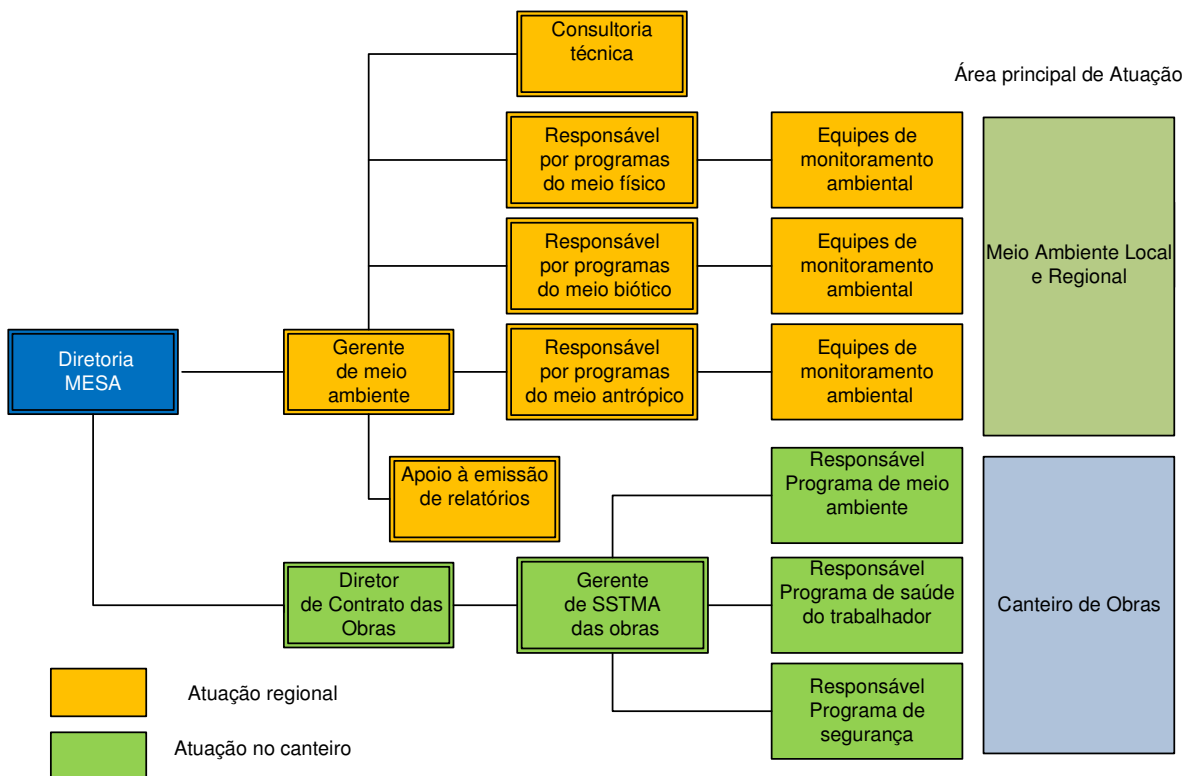 Consultoria
técnica
Área principal de Atuação
Responsável
por programas
do meio físico
Equipes de
monitoramento
ambiental
Responsável
por programas
do meio biótico
Equipes de
monitoramento
ambiental
Meio Ambiente Local
e Regional
Diretoria
MESA
Gerente
de meio
ambiente
Responsável
por programas
do meio antrópico
Equipes de
monitoramento
ambiental
Apoio à emissão
de relatórios
Responsável
Programa de meio
ambiente
Diretor
de Contrato das
Obras
Gerente
de SSTMA
das obras
Responsável
Programa de saúde
do trabalhador
Canteiro de Obras
Responsável
Programa de
segurança
Atuação regional
Atuação no canteiro